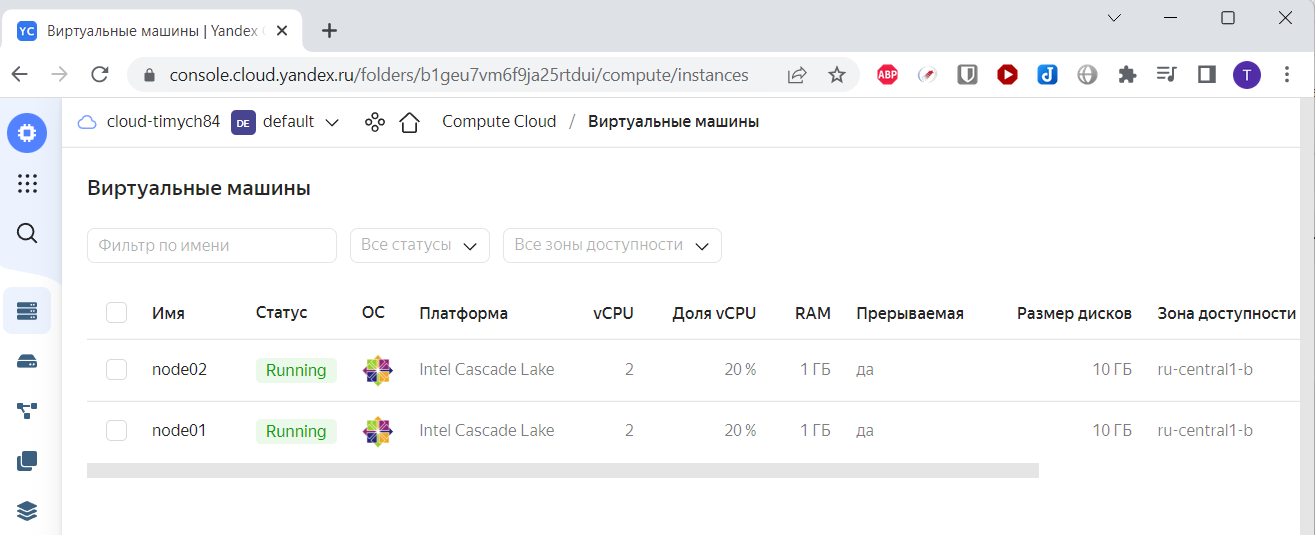 YC Виртуальные машины | Yandex
console.cloud.yandex.ru/folders/b1geu7vm6f9ja25rtdui/compute/instances ABP T
cloud-timych84 DE default Compute Cloud / Виртуальные машины
Виртуальные машины
Фильтр по имени Все статусы Все зоны доступности
Имя Статус ОС Платформа vCPU Доля vCPU RAM Прерываемая Размер дисков Зона доступности
node02 Running Intel Cascade Lake 2 20 % 1 ГБ да 10 ГБ ru-central1-b
node01 Running Intel Cascade Lake 2 20 % 1 ГБ да 10 ГБ ru-central1-b